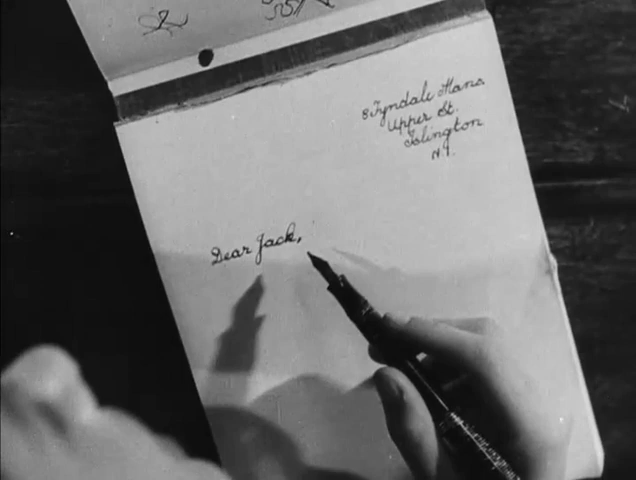 8 Tyndale Mans.
Upper St.
Islington
N.1.
Dear Jack,